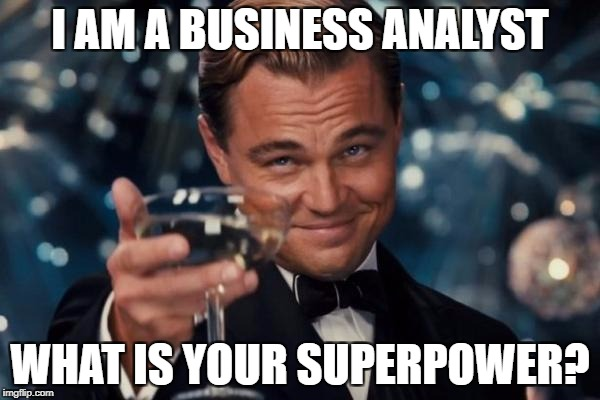 I AM A BUSINESS ANALYST
WHAT IS YOUR SUPERPOWER?
imgflip.com